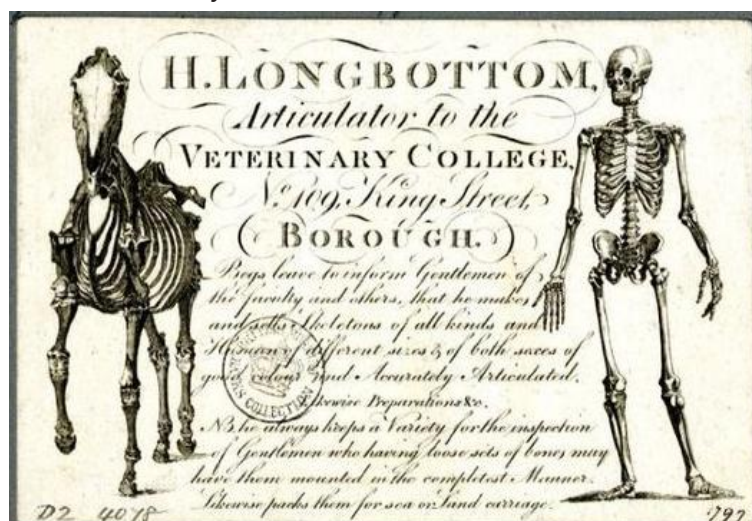 H. LONGBOTTOM,
Articulator to the
VETERINARY COLLEGE,
No. 109, King Street,
BOROUGH.
Begs leave to inform Gentlemen of
the faculty and others, that he makes
and sells Skeletons of all kinds and
Human of different sizes & of both sexes of
good colour and Accurately Articulated.
Likewise Preparations &c.
NB. he always keeps a Variety for the inspection
of Gentlemen who having loose sets of bones may
have them mounted in the completest Manner.
Likewise packs them for sea or Land carriage.
COLLECTION
D2 4078
1792